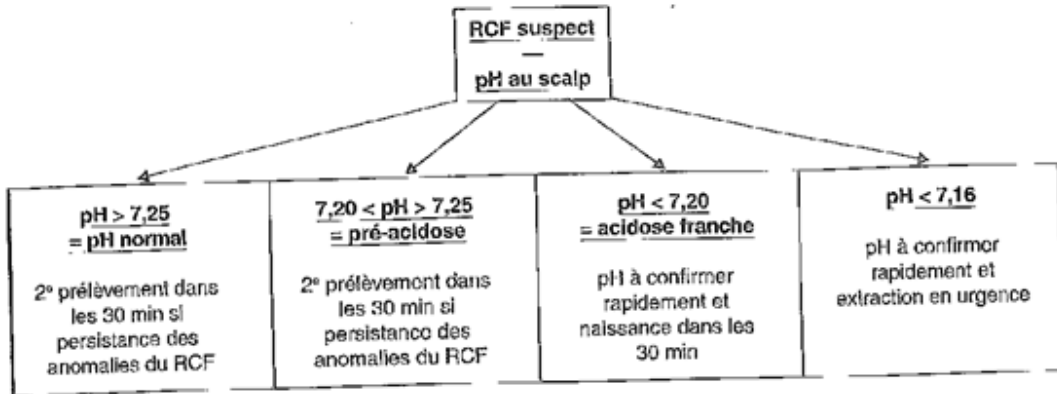 RCF suspect
—
pH au scalp
pH > 7,25
= pH normal
2e prélèvement dans
les 30 min si
persistance des
anomalies du RCF
7,20 < pH > 7,25
= pré-acidose
2e prélèvement dans
les 30 min si
persistance des
anomalies du RCF
pH < 7,20
= acidose franche
pH à confirmer
rapidement et
naissance dans les
30 min
pH < 7,16
pH à confirmer
rapidement et
extraction en urgence